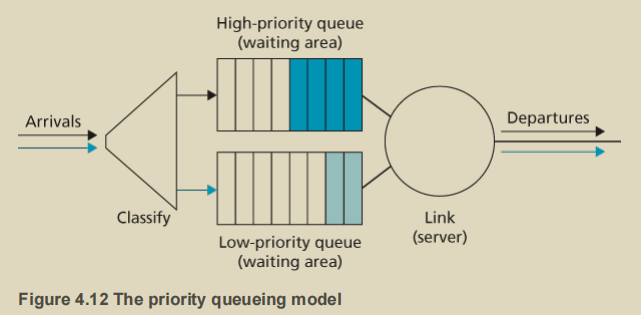 High-priority queue
(waiting area)
Arrivals
Departures
Classify
Link
(server)
Low-priority queue
(waiting area)
Figure 4.12 The priority queueing model